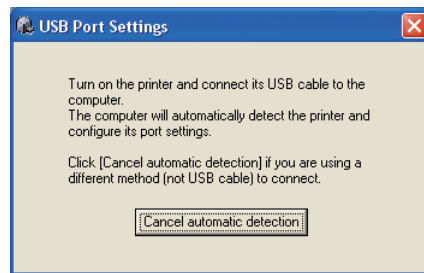 USB Port Settings
Turn on the printer and connect its USB cable to the
computer.
The computer will automatically detect the printer and
configure its port settings.
Click [Cancel automatic detection] if you are using a
different method (not USB cable) to connect.
Cancel automatic detection